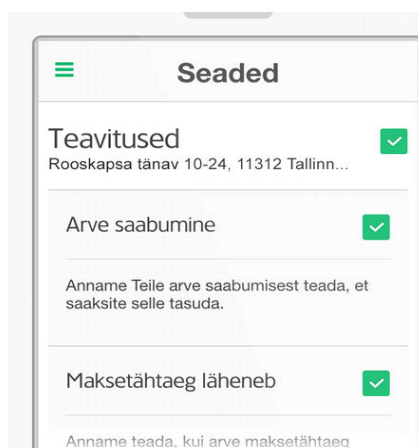 Seaded
Teavitused
Rooskapsa tänav 10-24, 11312 Tallinn...
Arve saabumine
Anname Teile arve saabumisest teada, et
saaksite selle tasuda.
Maksetähtaeg läheneb
Anname teada, kui arve maksetähtaeg